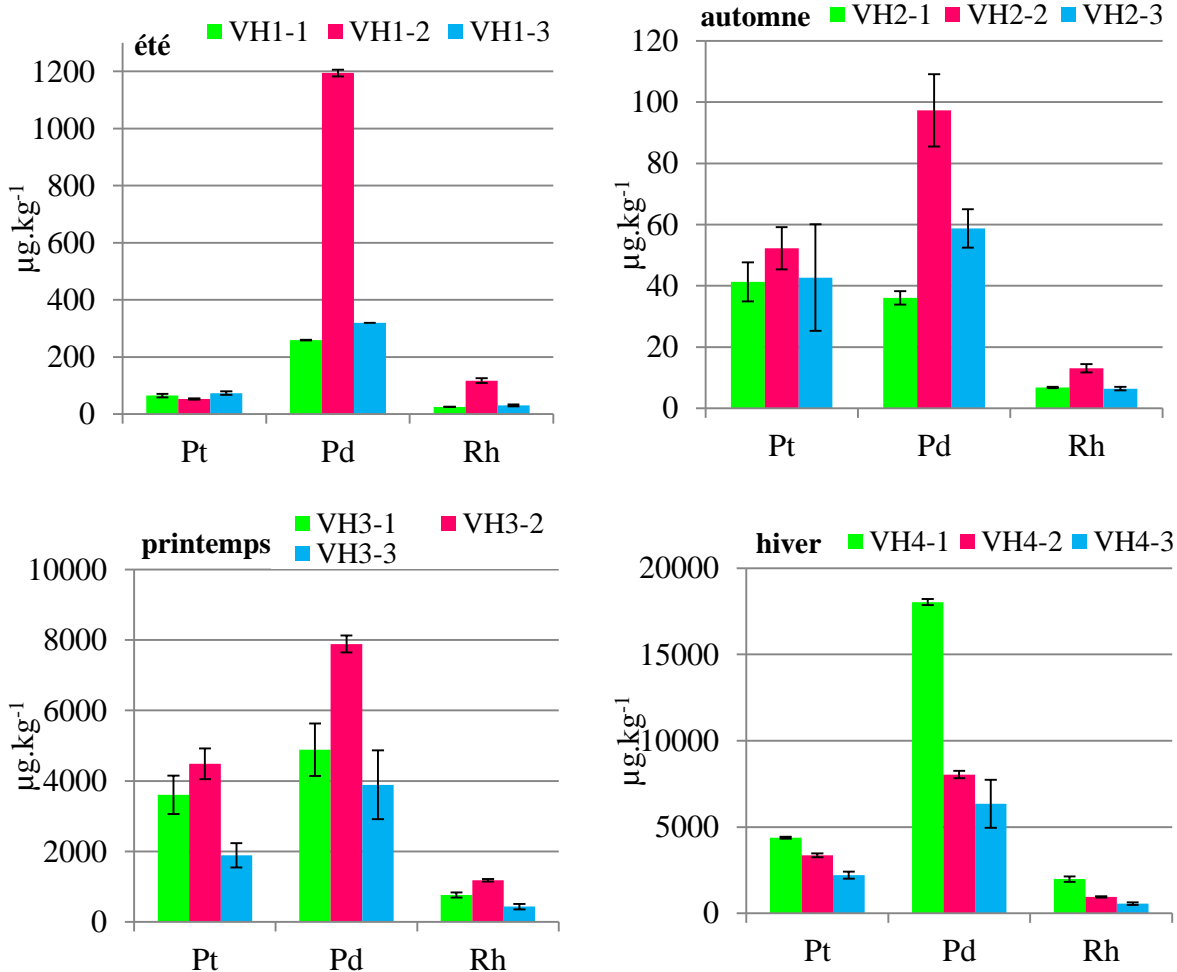 été VH1-1 VH1-2 VH1-3
1200
1000
800
600
400
200
0
µg.kg-1
Pt Pd Rh
automne VH2-1 VH2-2 VH2-3
120
100
80
60
40
20
0
µg.kg-1
Pt Pd Rh
printemps VH3-1 VH3-2
VH3-3
10000
8000
6000
4000
2000
0
µg.kg-1
Pt Pd Rh
hiver VH4-1 VH4-2 VH4-3
20000
15000
10000
5000
0
µg.kg-1
Pt Pd Rh